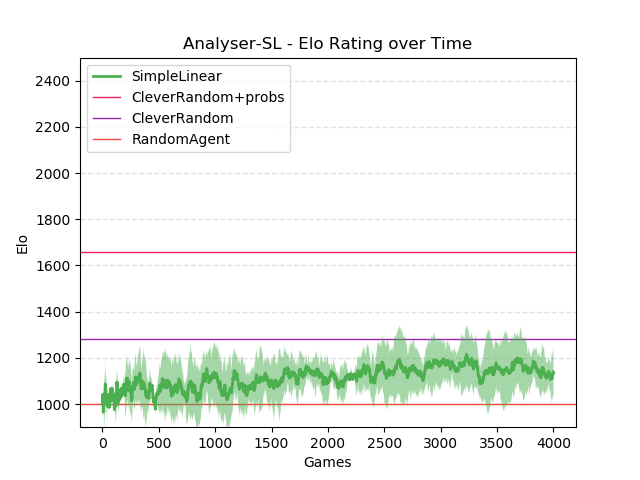 Analyser-SL - Elo Rating over Time
SimpleLinear
CleverRandom+probs
CleverRandom
RandomAgent
2400
2200
2000
1800
1600
1400
1200
1000
Elo
0 500 1000 1500 2000 2500 3000 3500 4000
Games